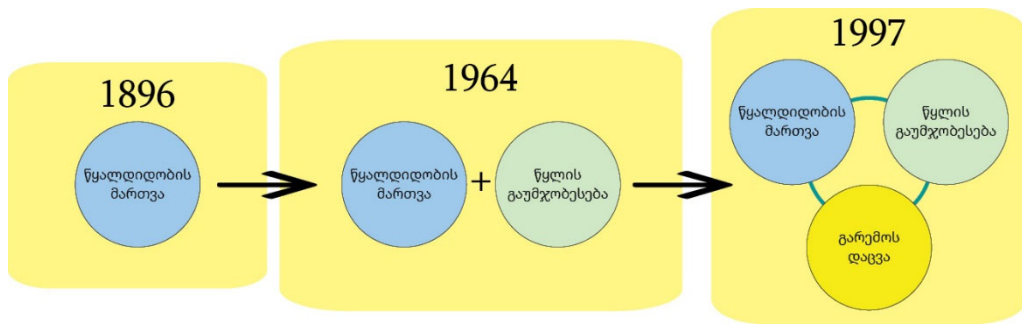 1896
წყალდიდობის
მართვა
1964
წყალდიდობის
მართვა
+
წყლის
გაუმჯობესება
1997
წყალდიდობის
მართვა
წყლის
გაუმჯობესება
გარემოს
დაცვა